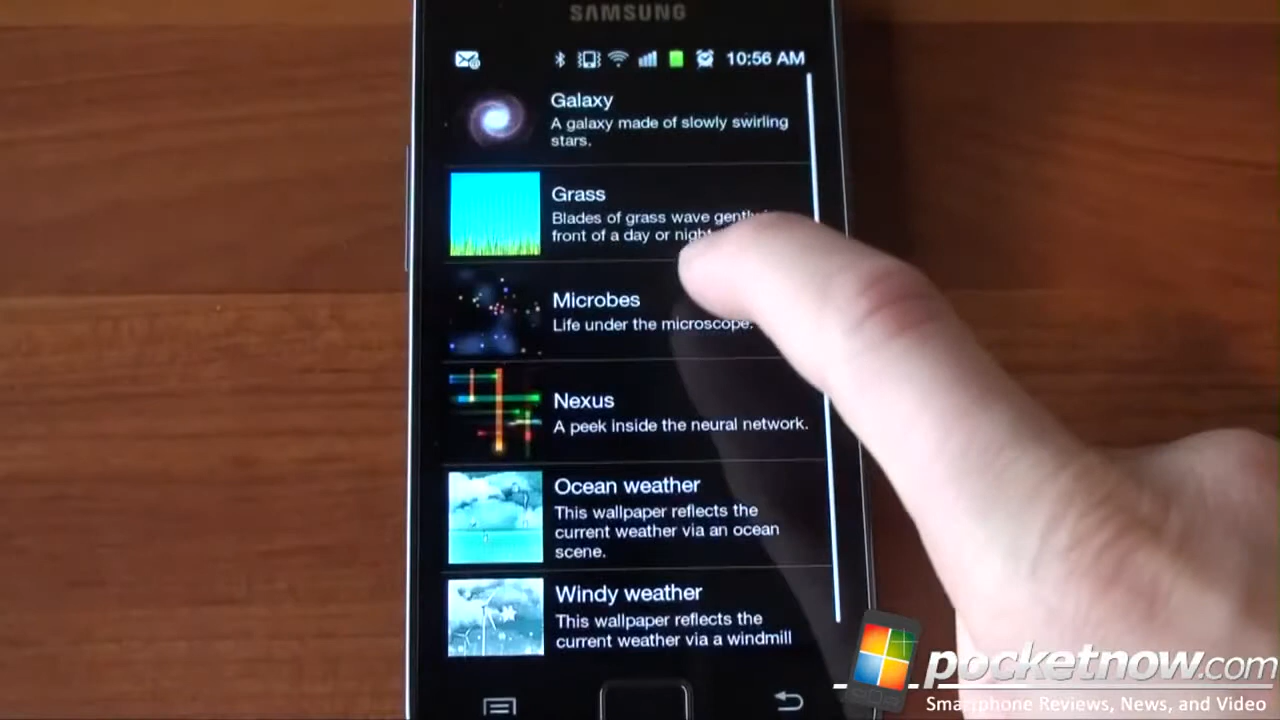 SAMSUNG
10:56 AM
Galaxy
A galaxy made of slowly swirling
stars.
Grass
Blades of grass wave gently
front of a day or night
Microbes
Life under the microscope.
Nexus
A peek inside the neural network.
Ocean weather
This wallpaper reflects the
current weather via an ocean
scene.
Windy weather
This wallpaper reflects the
current weather via a windmill
pocketnow.com
Smartphone Reviews, News, and Video